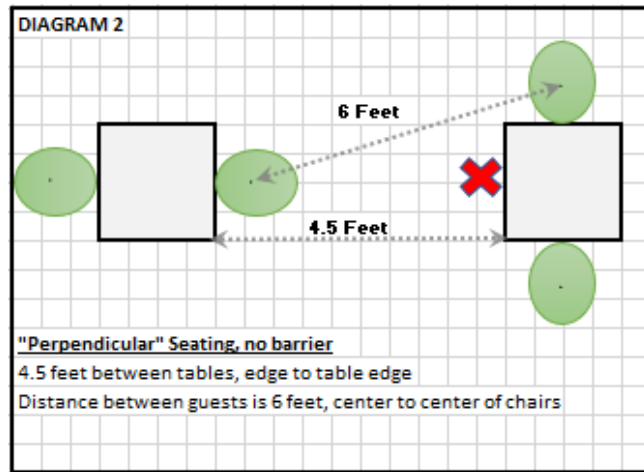 DIAGRAM 2
6 Feet
4.5 Feet
"Perpendicular" Seating, no barrier
4.5 feet between tables, edge to table edge
Distance between guests is 6 feet, center to center of chairs